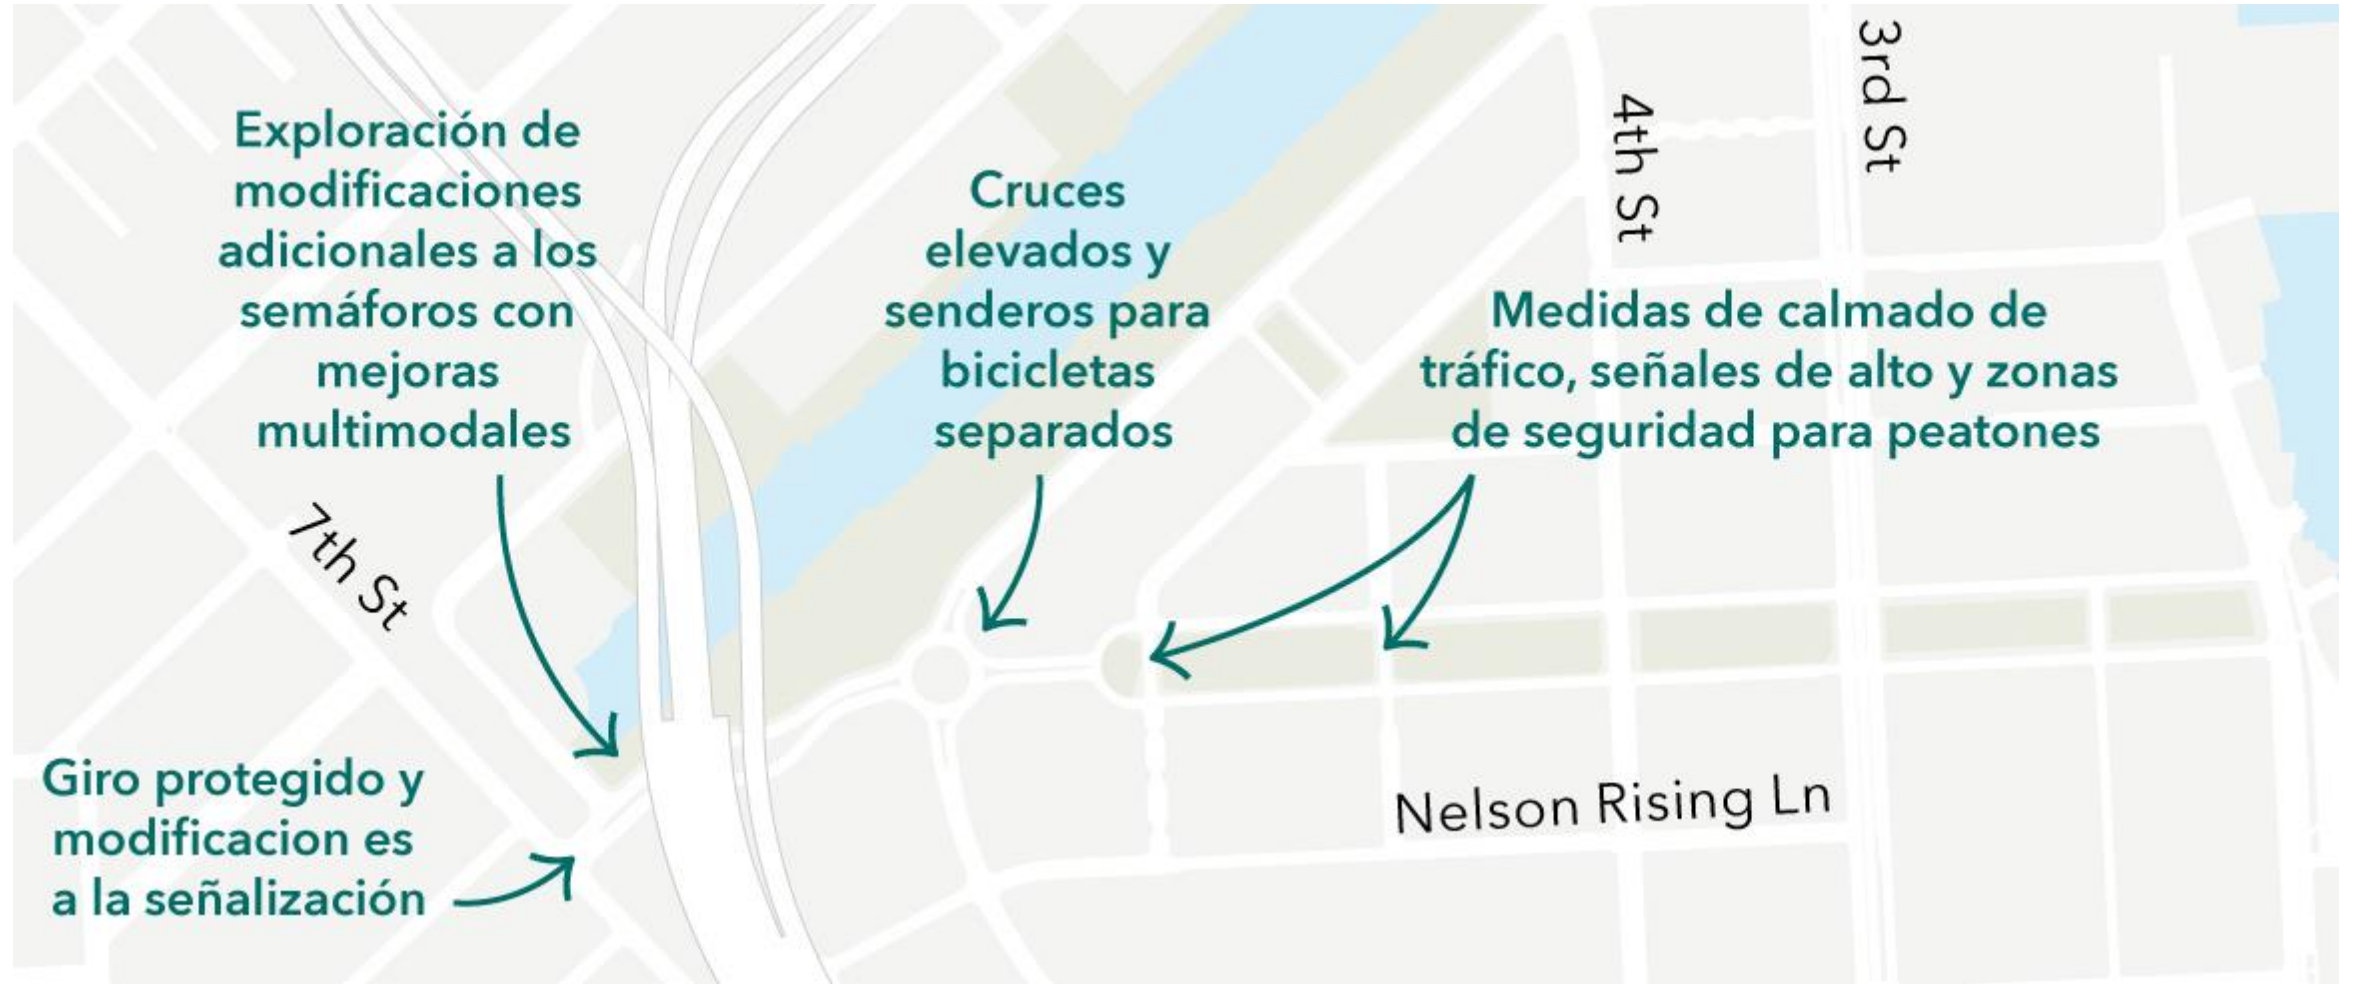 Exploración de
modificaciones
adicionales a los
semáforos con
mejoras
multimodales
Cruces
elevados y
senderos para
bicicletas
separados
Medidas de calmado de
tráfico, señales de alto y zonas
de seguridad para peatones
Giro protegido y
modificacion es
a la señalización
7th St
4th St
3rd St
Nelson Rising Ln